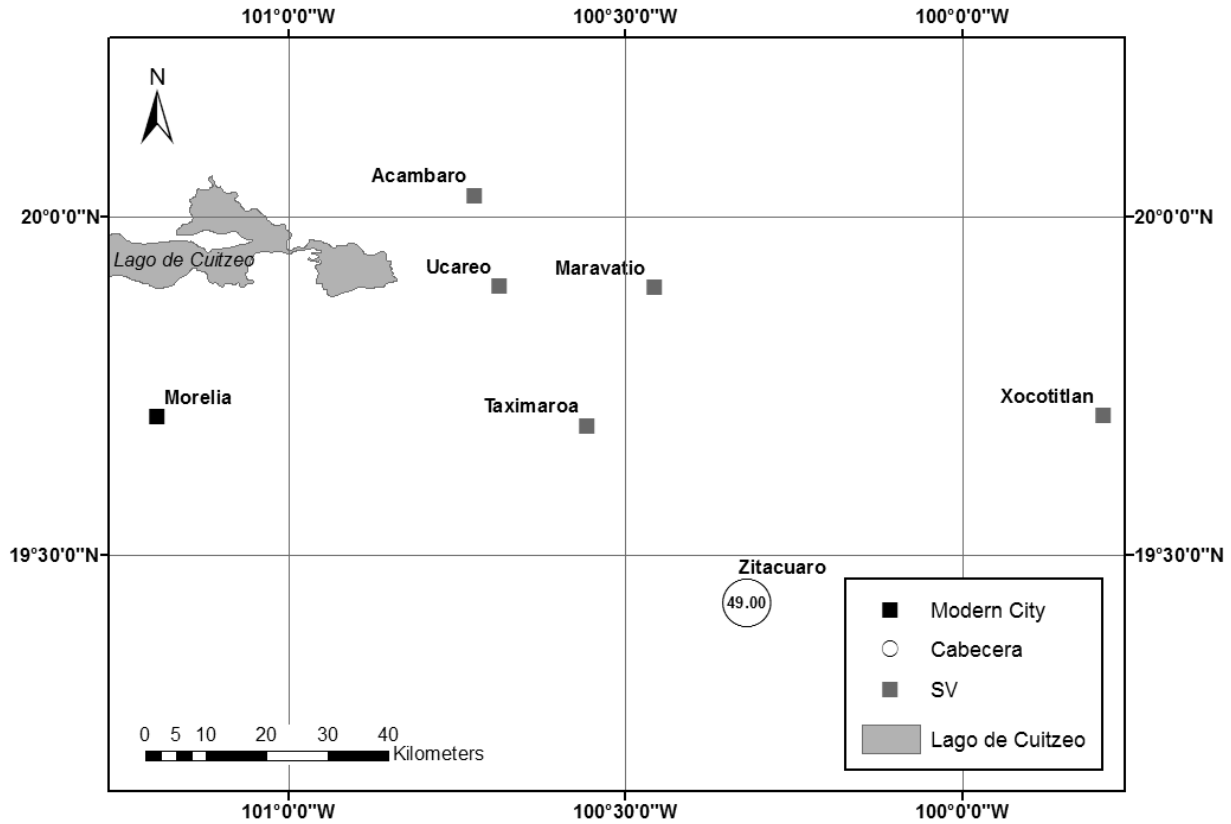 101°0'0"W 100°30'0"W 100°0'0"W
N
Acambaro
20°0'0"N 20°0'0"N
Lago de Cuitzeo
Ucareo Maravatio
Morelia Taximaroa Xocotitlan
19°30'0"N 19°30'0"N
Zitacuaro
49.00
Modern City
Cabecera
SV
Lago de Cuitzeo
0 5 10 20 30 40
Kilometers
101°0'0"W 100°30'0"W 100°0'0"W